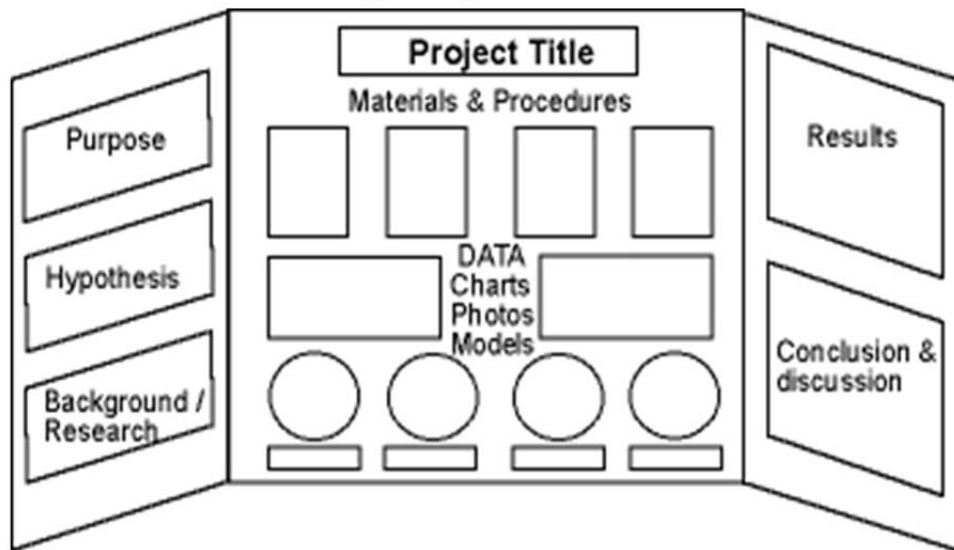 Purpose
Hypothesis
Background /
Research
Project Title
Materials & Procedures
DATA
Charts
Photos
Models
Results
Conclusion &
discussion